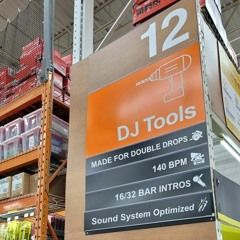 12
DJ Tools
MADE FOR DOUBLE DROPS
140 BPM
16/32 BAR INTROS
Sound System Optimized